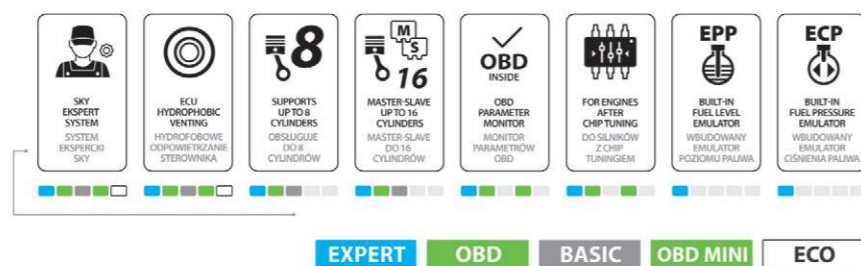 SKY
EKSPERT
SYSTEM
SYSTEM
EKSPERCKI
SKY
ECU
HYDROPHOBIC
VENTING
HYDROFOBOWE
ODPOWIETRZANIE
STEROWNIKA
8
SUPPORTS
UP TO 8
CYLINDERS
OBSŁUGUJE
DO 8
CYLINDRÓW
M
S
16
MASTER-SLAVE
UP TO 16
CYLINDERS
MASTER-SLAVE
DO 16
CYLINDRÓW
OBD
INSIDE
OBD
PARAMETER
MONITOR
MONITOR
PARAMETRÓW
OBD
FOR ENGINES
AFTER
CHIP TUNING
DO SILNIKÓW
Z CHIP
TUNINGIEM
EPP
BUILT-IN
FUEL LEVEL
EMULATOR
WBUDOWANY
EMULATOR
POZIOMU PALIWA
ECP
BUILT-IN
FUEL PRESSURE
EMULATOR
WBUDOWANY
EMULATOR
CIŚNIENIA PALIWA
EXPERT
OBD
BASIC
OBD MINI
ECO